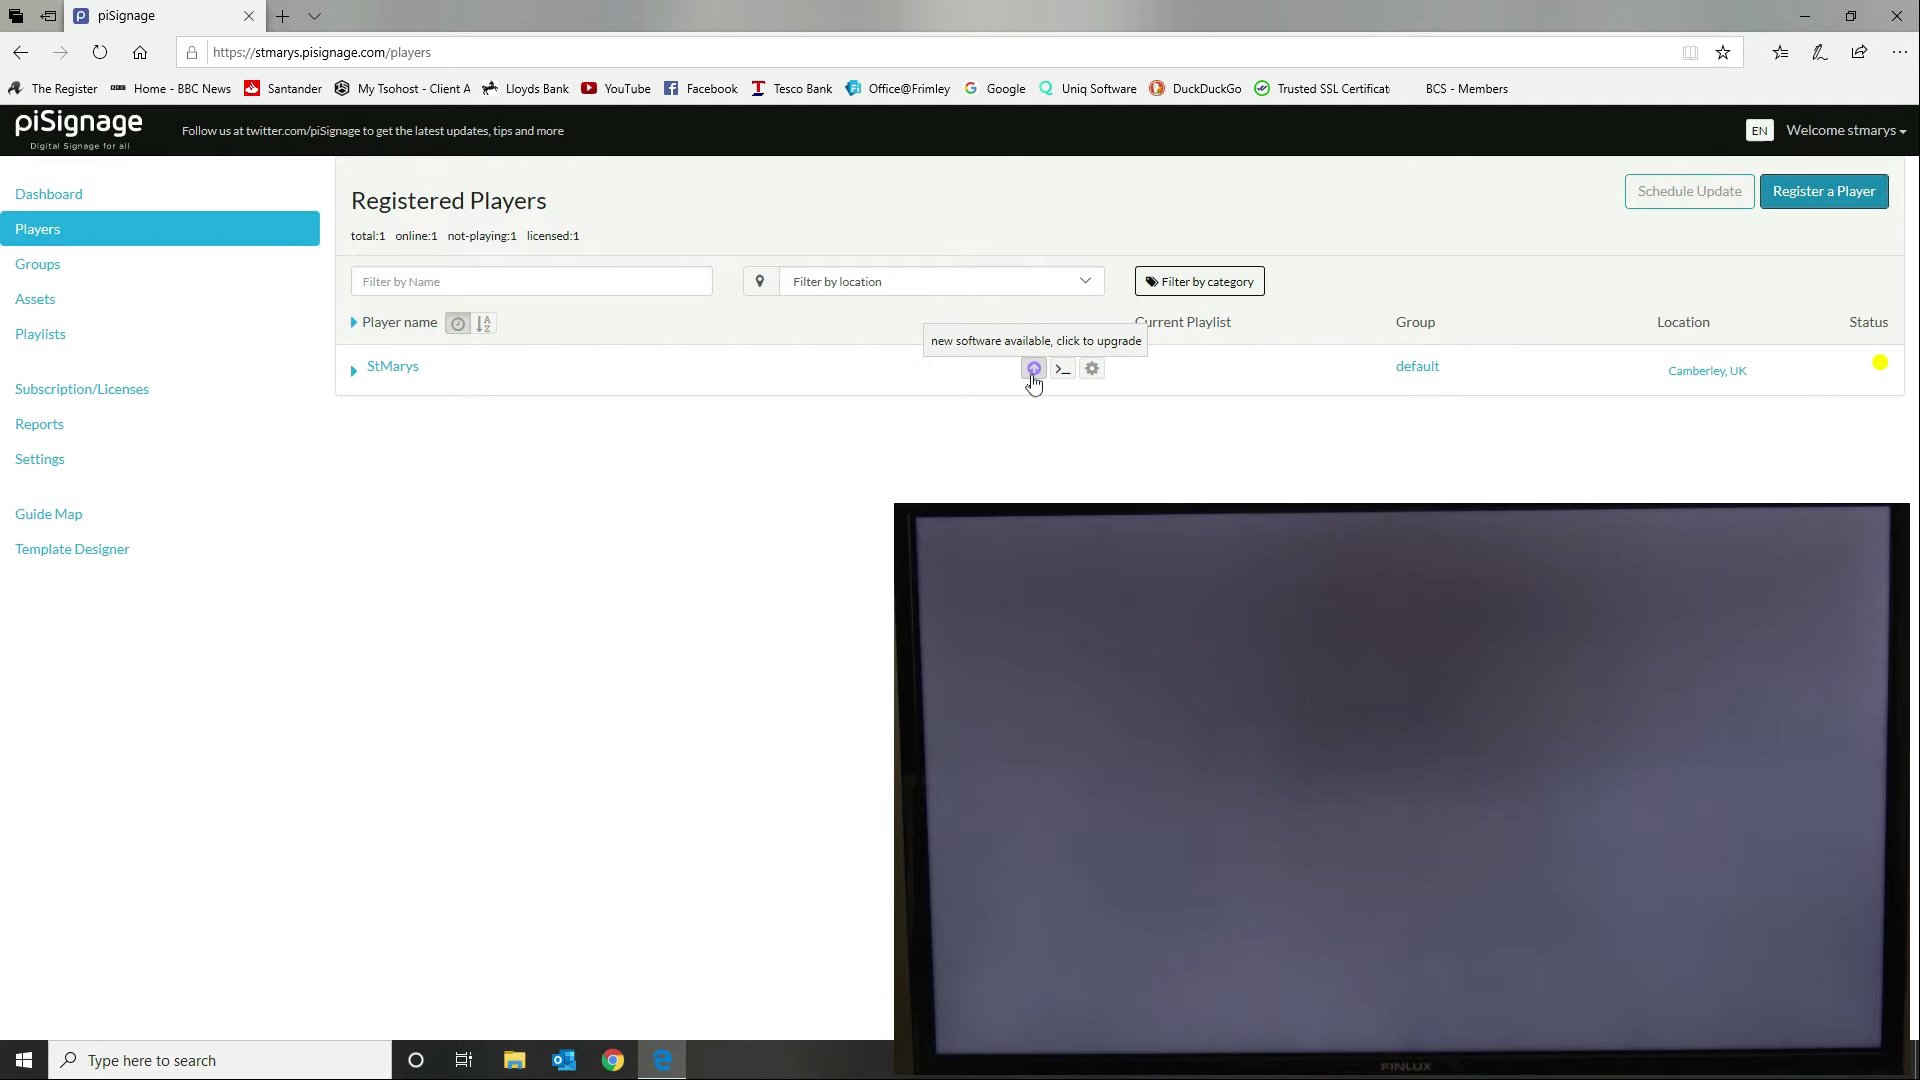 piSignage
https://stmarys.pisignage.com/players
The Register
Home - BBC News
Santander
My Tsohost - Client A
Lloyds Bank
YouTube
Facebook
Tesco Bank
Office@Frimley
Google
Uniq Software
DuckDuckGo
Trusted SSL Certificat
BCS - Members
piSignage
Digital Signage for all
Follow us at twitter.com/piSignage to get the latest updates, tips and more
EN
Welcome stmarys
Dashboard
Players
Groups
Assets
Playlists
Subscription/Licenses
Reports
Settings
Guide Map
Template Designer
Registered Players
Schedule Update
Register a Player
total:1 online:1 not-playing:1 licensed:1
Filter by Name
Filter by location
Filter by category
Player name
Current Playlist
Group
Location
Status
new software available, click to upgrade
StMarys
default
Camberley, UK
FINLUX
Type here to search